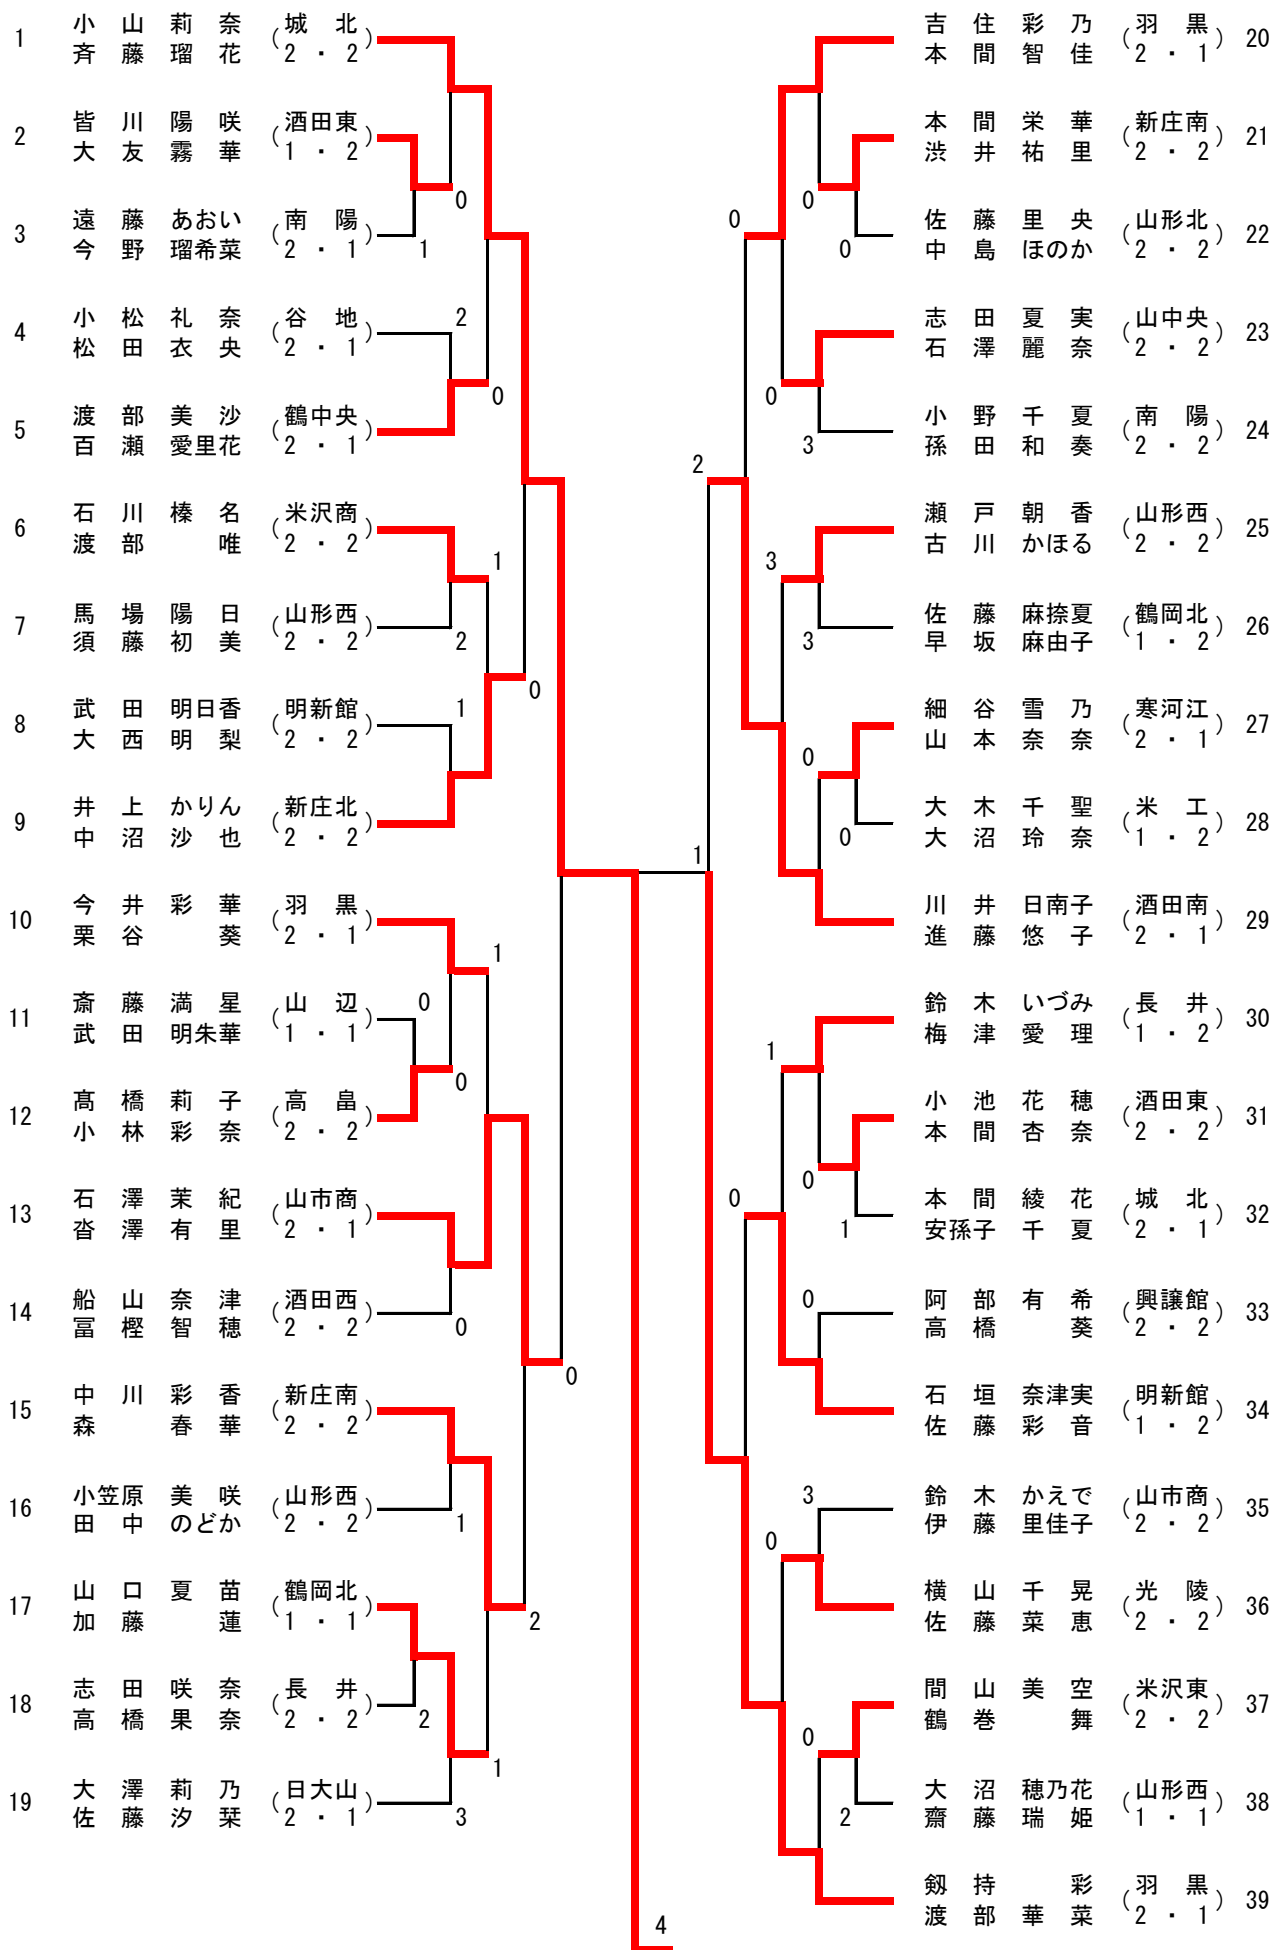 1 小山莉奈 (城北)
斉藤瑠花 2・2
2 皆川陽咲 (酒田東)
大友霧華 1・2
3 遠藤あおい (南陽)
今野瑠希菜 2・1
4 小松礼奈 (谷地)
松田衣央 2・1
5 渡部美沙 (鶴中央)
百瀬愛里花 2・1
6 石川榛名 (米沢商)
渡部唯 2・2
7 馬場陽日 (山形西)
須藤初美 2・2
8 武田明日香 (明新館)
大西明梨 2・2
9 井上かりん (新庄北)
中沼沙也 2・2
10 今井彩華 (羽黒)
栗谷葵 2・1
11 斎藤満星 (山辺)
武田明朱華 1・1
12 髙橋莉子 (高畠)
小林彩奈 2・2
13 石澤茉紀 (山市商)
沓澤有里 2・1
14 船山奈津 (酒田西)
冨樫智穂 2・2
15 中川彩香 (新庄南)
森春華 2・2
16 小笠原美咲 (山形西)
田中のどか 2・2
17 山口夏苗 (鶴岡北)
加藤蓮 1・1
18 志田咲奈 (長井)
高橋果奈 2・2
19 大澤莉乃 (日大山)
佐藤汐栞 2・1
0
1
2
0
1
2
0
1
1
0
0
0
0
1
2
2
1
3
1
4
吉住彩乃 (羽黒) 20
本間智佳 2・1
本間栄華 (新庄南) 21
渋井祐里 2・2
佐藤里央 (山形北) 22
中島ほのか 2・2
志田夏実 (山中央) 23
石澤麗奈 2・2
小野千夏 (南陽) 24
孫田和奏 2・2
瀬戸朝香 (山形西) 25
古川かほる 2・2
佐藤麻捺夏 (鶴岡北) 26
早坂麻由子 1・2
細谷雪乃 (寒河江) 27
山本奈奈 2・1
大木千聖 (米工) 28
大沼玲奈 1・2
川井日南子 (酒田南) 29
進藤悠子 2・1
鈴木いづみ (長井) 30
梅津愛理 1・2
小池花穂 (酒田東) 31
本間杏奈 2・2
本間綾花 (城北) 32
安孫子千夏 2・1
阿部有希 (興譲館) 33
高橋葵 2・2
石垣奈津実 (明新館) 34
佐藤彩音 1・2
鈴木かえで (山市商) 35
伊藤里佳子 2・2
横山千晃 (光陵) 36
佐藤菜恵 2・2
間山美空 (米沢東) 37
鶴巻舞 2・2
大沼穂乃花 (山形西) 38
齋藤瑞姫 1・1
剱持彩 (羽黒) 39
渡部華菜 2・1
0
0
0
0
3
2
3
3
0
0
1
0
0
1
0
3
0
0
2